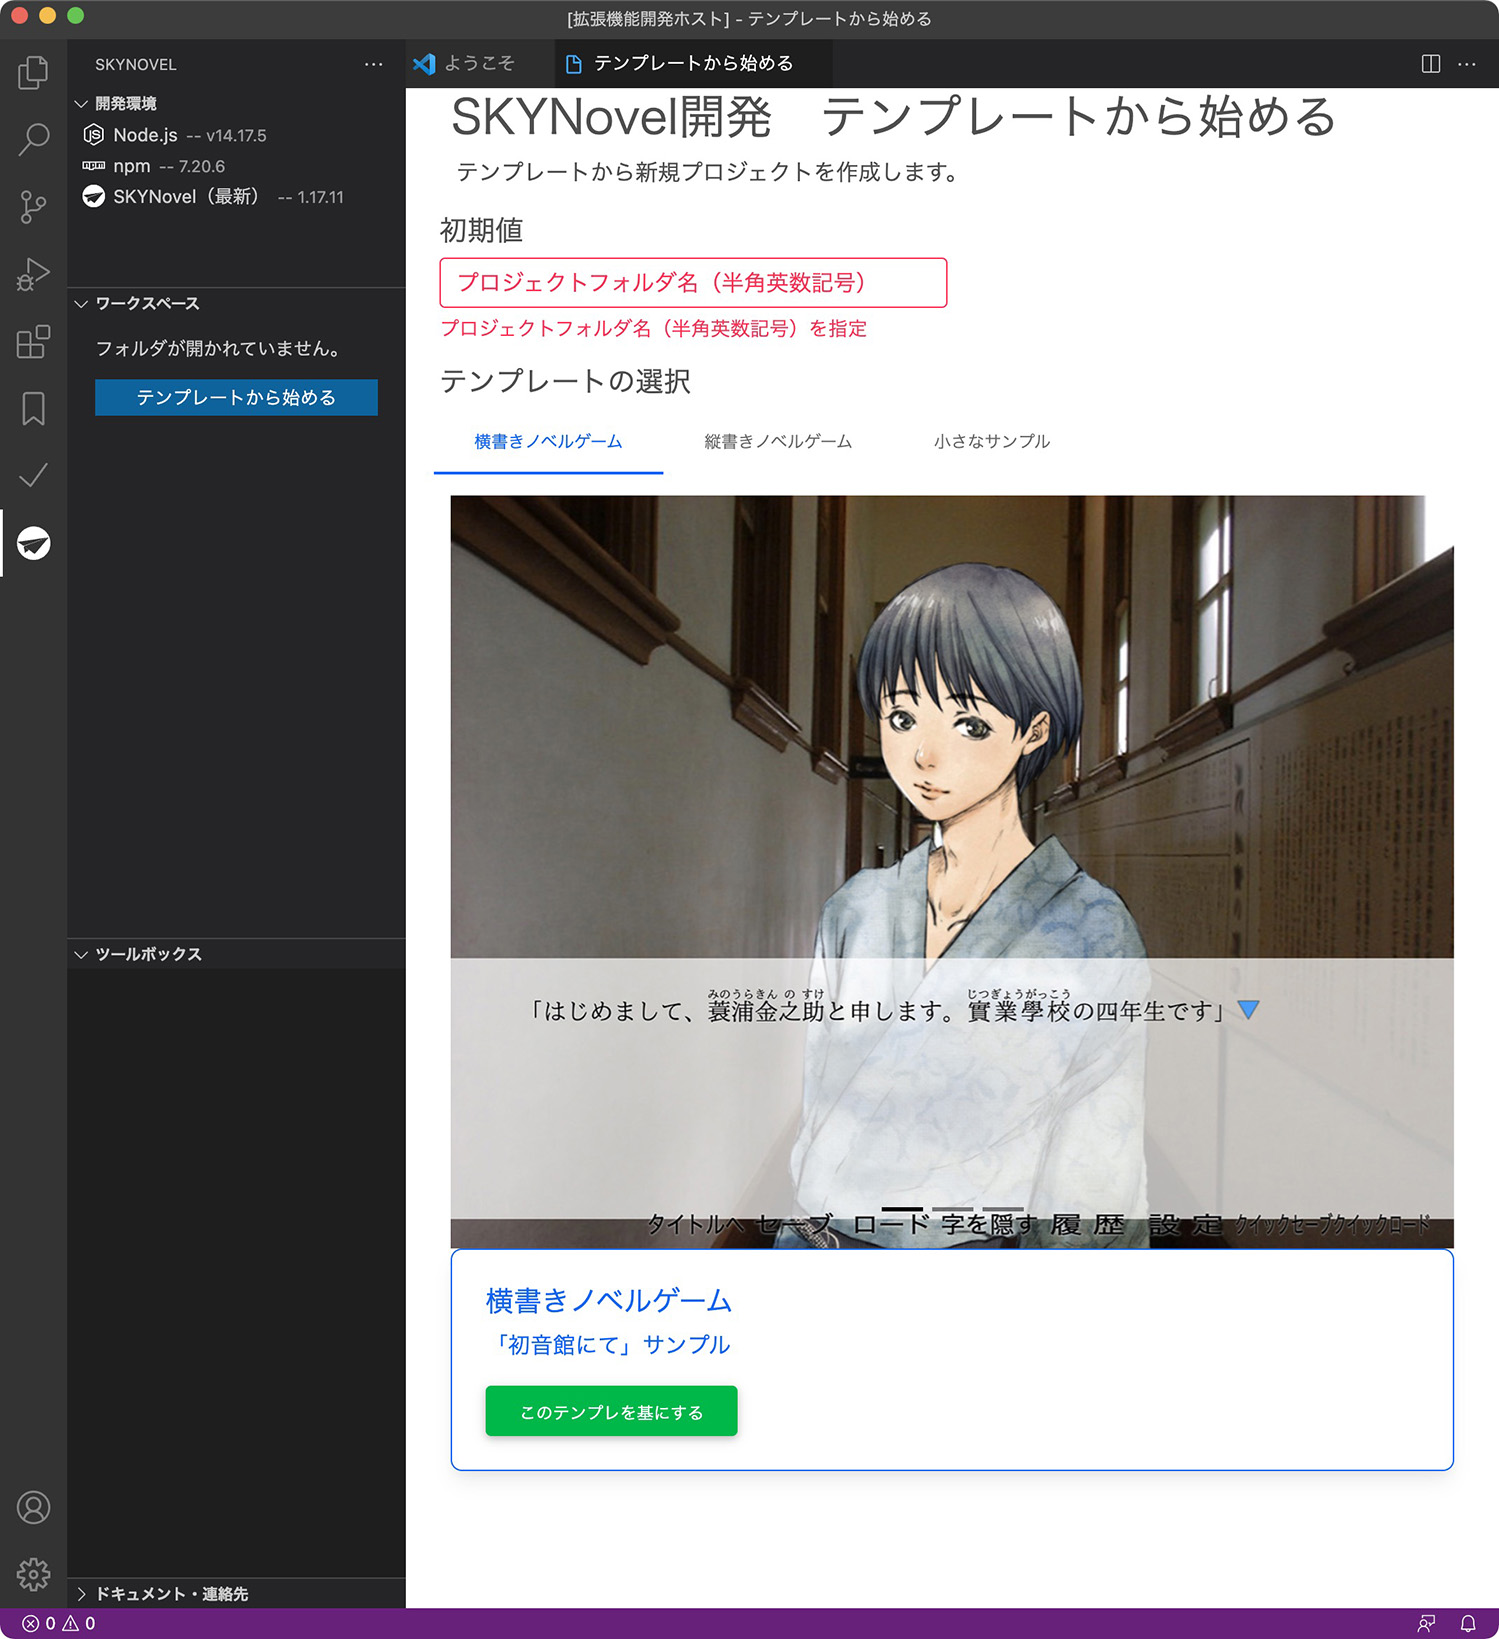 [拡張機能開発ホスト] - テンプレートから始める
SKYNOVEL
開発環境
Node.js -- v14.17.5
npm -- 7.20.6
SKYNovel（最新） -- 1.17.11
ワークスペース
フォルダが開かれていません。
テンプレートから始める
ツールボックス
ドキュメント・連絡先
0 0
ようこそ
テンプレートから始める
SKYNovel開発　テンプレートから始める
テンプレートから新規プロジェクトを作成します。
初期値
プロジェクトフォルダ名（半角英数記号）
プロジェクトフォルダ名（半角英数記号）を指定
テンプレートの選択
横書きノベルゲーム
縦書きノベルゲーム
小さなサンプル
みのうらきん の すけ じつぎょうがっこう
「はじめまして、蓑浦金之助と申します。實業學校の四年生です」
タイトルへ セーブ ロード 字を隠す 履歴 設定 クイックセーブ クイックロード
横書きノベルゲーム
「初音館にて」サンプル
このテンプレを基にする